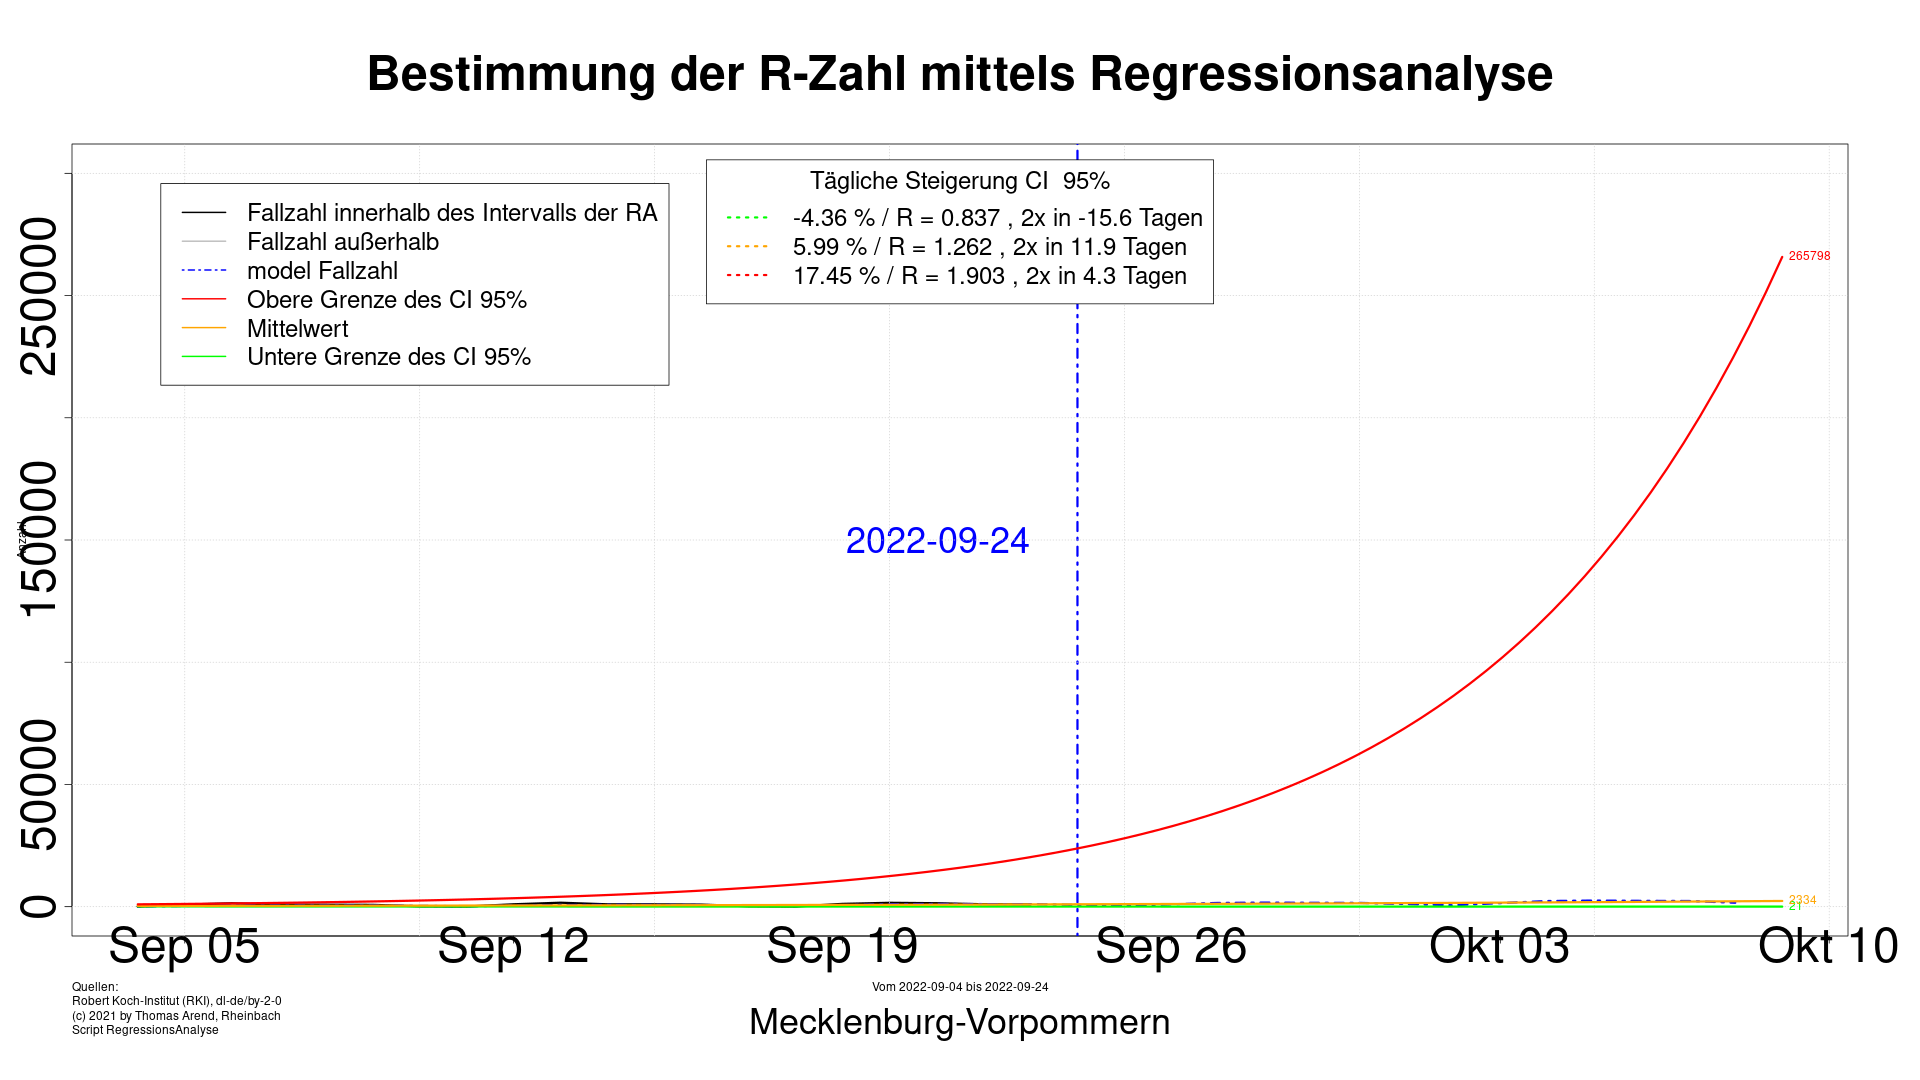 Bestimmung der R-Zahl mittels Regressionsanalyse
Fallzahl innerhalb des Intervalls der RA
Fallzahl außerhalb
model Fallzahl
Obere Grenze des CI 95%
Mittelwert
Untere Grenze des CI 95%
Tägliche Steigerung CI  95%
-4.36 % / R = 0.837 , 2x in -15.6 Tagen
5.99 % / R = 1.262 , 2x in 11.9 Tagen
17.45 % / R = 1.903 , 2x in 4.3 Tagen
265798
250000
150000
50000
0
Anzahl
2022-09-24
2334
21
Sep 05
Sep 12
Sep 19
Sep 26
Okt 03
Okt 10
Quellen:
Robert Koch-Institut (RKI), dl-de/by-2-0
(c) 2021 by Thomas Arend, Rheinbach
Script RegressionsAnalyse
Vom 2022-09-04 bis 2022-09-24
Mecklenburg-Vorpommern